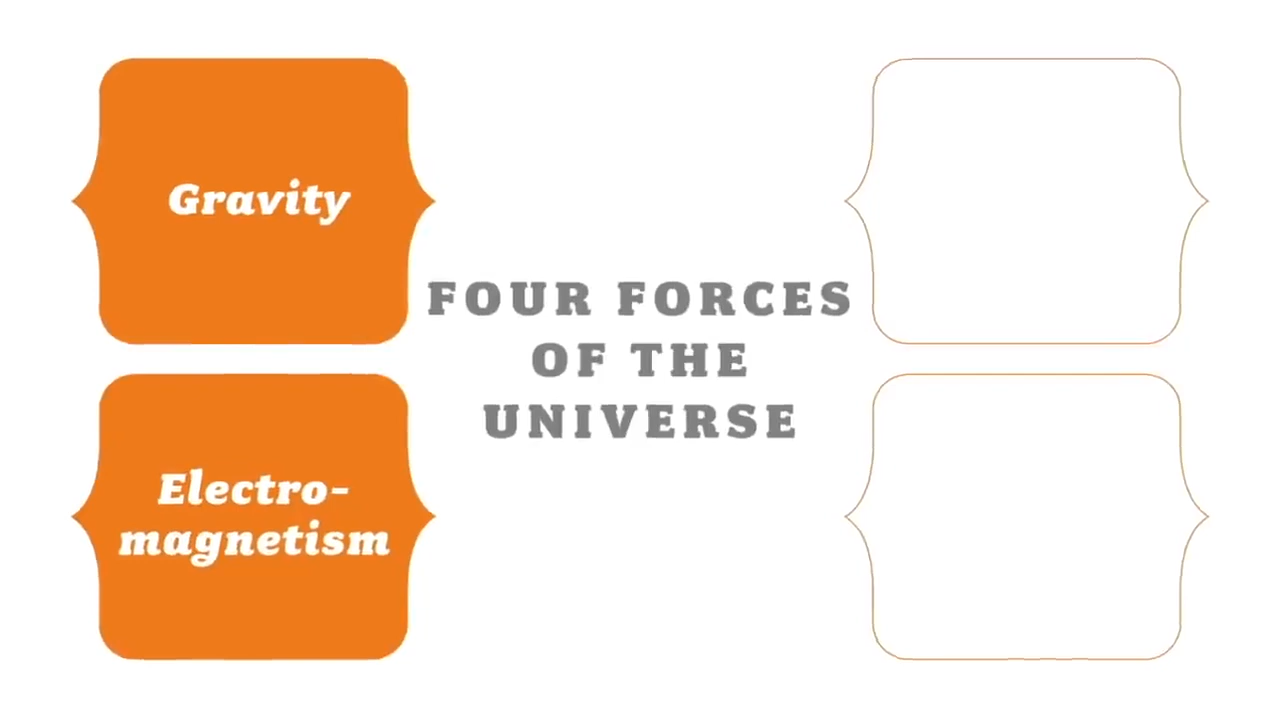 Gravity
FOUR FORCES
OF THE
UNIVERSE
Electro-
magnetism